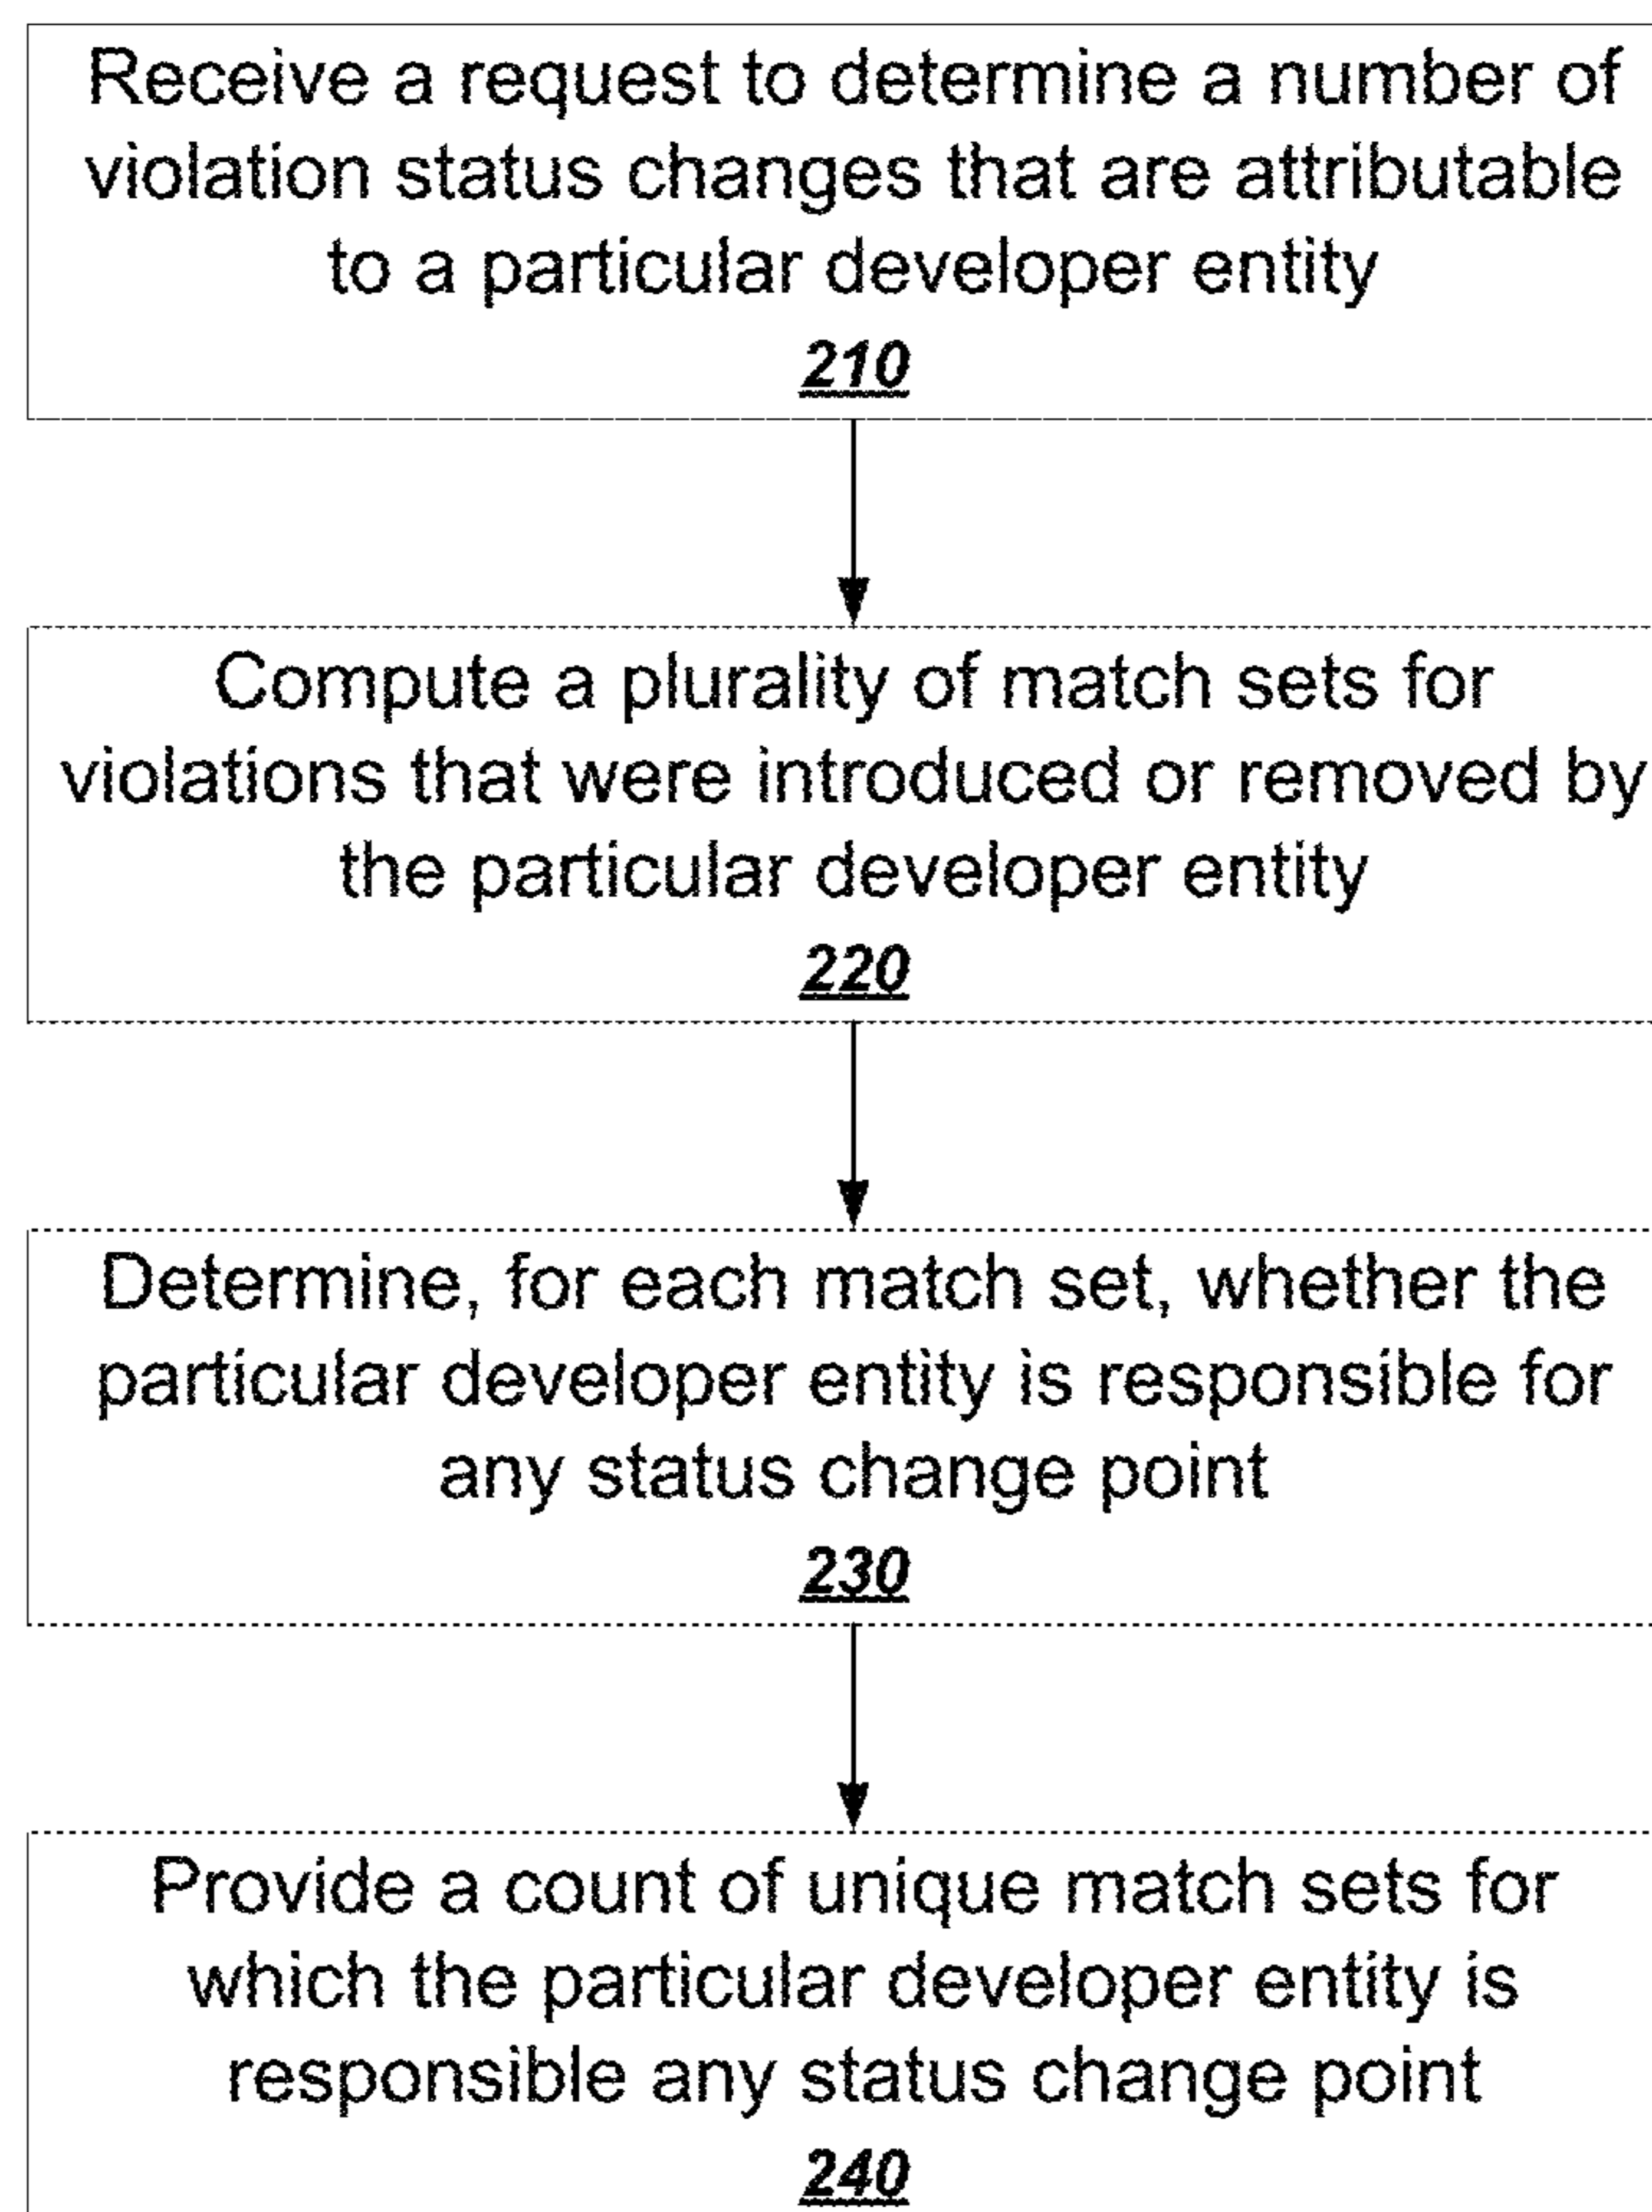 Receive a request to determine a number of
violation status changes that are attributable
to a particular developer entity
210
Compute a plurality of match sets for
violations that were introduced or removed by
the particular developer entity
220
Determine, for each match set, whether the
particular developer entity is responsible for
any status change point
230
Provide a count of unique match sets for
which the particular developer entity is
responsible any status change point
240